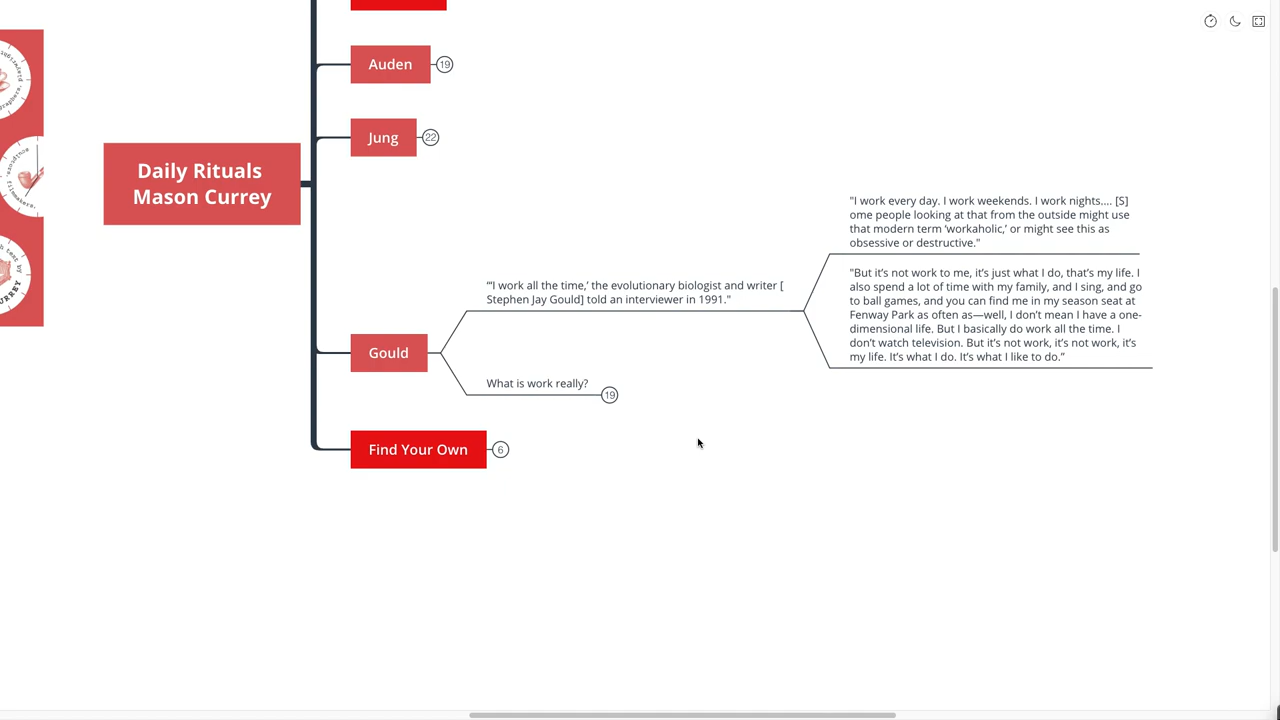 Auden
19
Jung
22
Daily Rituals
Mason Currey
"I work every day. I work weekends. I work nights.... [S]
ome people looking at that from the outside might use
that modern term ‘workaholic,’ or might see this as
obsessive or destructive."
"But it’s not work to me, it’s just what I do, that’s my life. I
also spend a lot of time with my family, and I sing, and go
to ball games, and you can find me in my season seat at
Fenway Park as often as—well, I don’t mean I have a one-
dimensional life. But I basically do work all the time. I
don’t watch television. But it’s not work, it’s not work, it’s
my life. It’s what I do. It’s what I like to do.”
“‘I work all the time,’ the evolutionary biologist and writer [
Stephen Jay Gould] told an interviewer in 1991."
Gould
What is work really?
19
Find Your Own
6